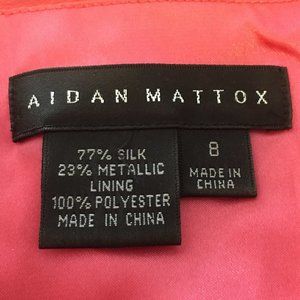 AIDAN MATTOX
77% SILK
23% METALLIC
LINING
100% POLYESTER
MADE IN CHINA
8
MADE IN
CHINA